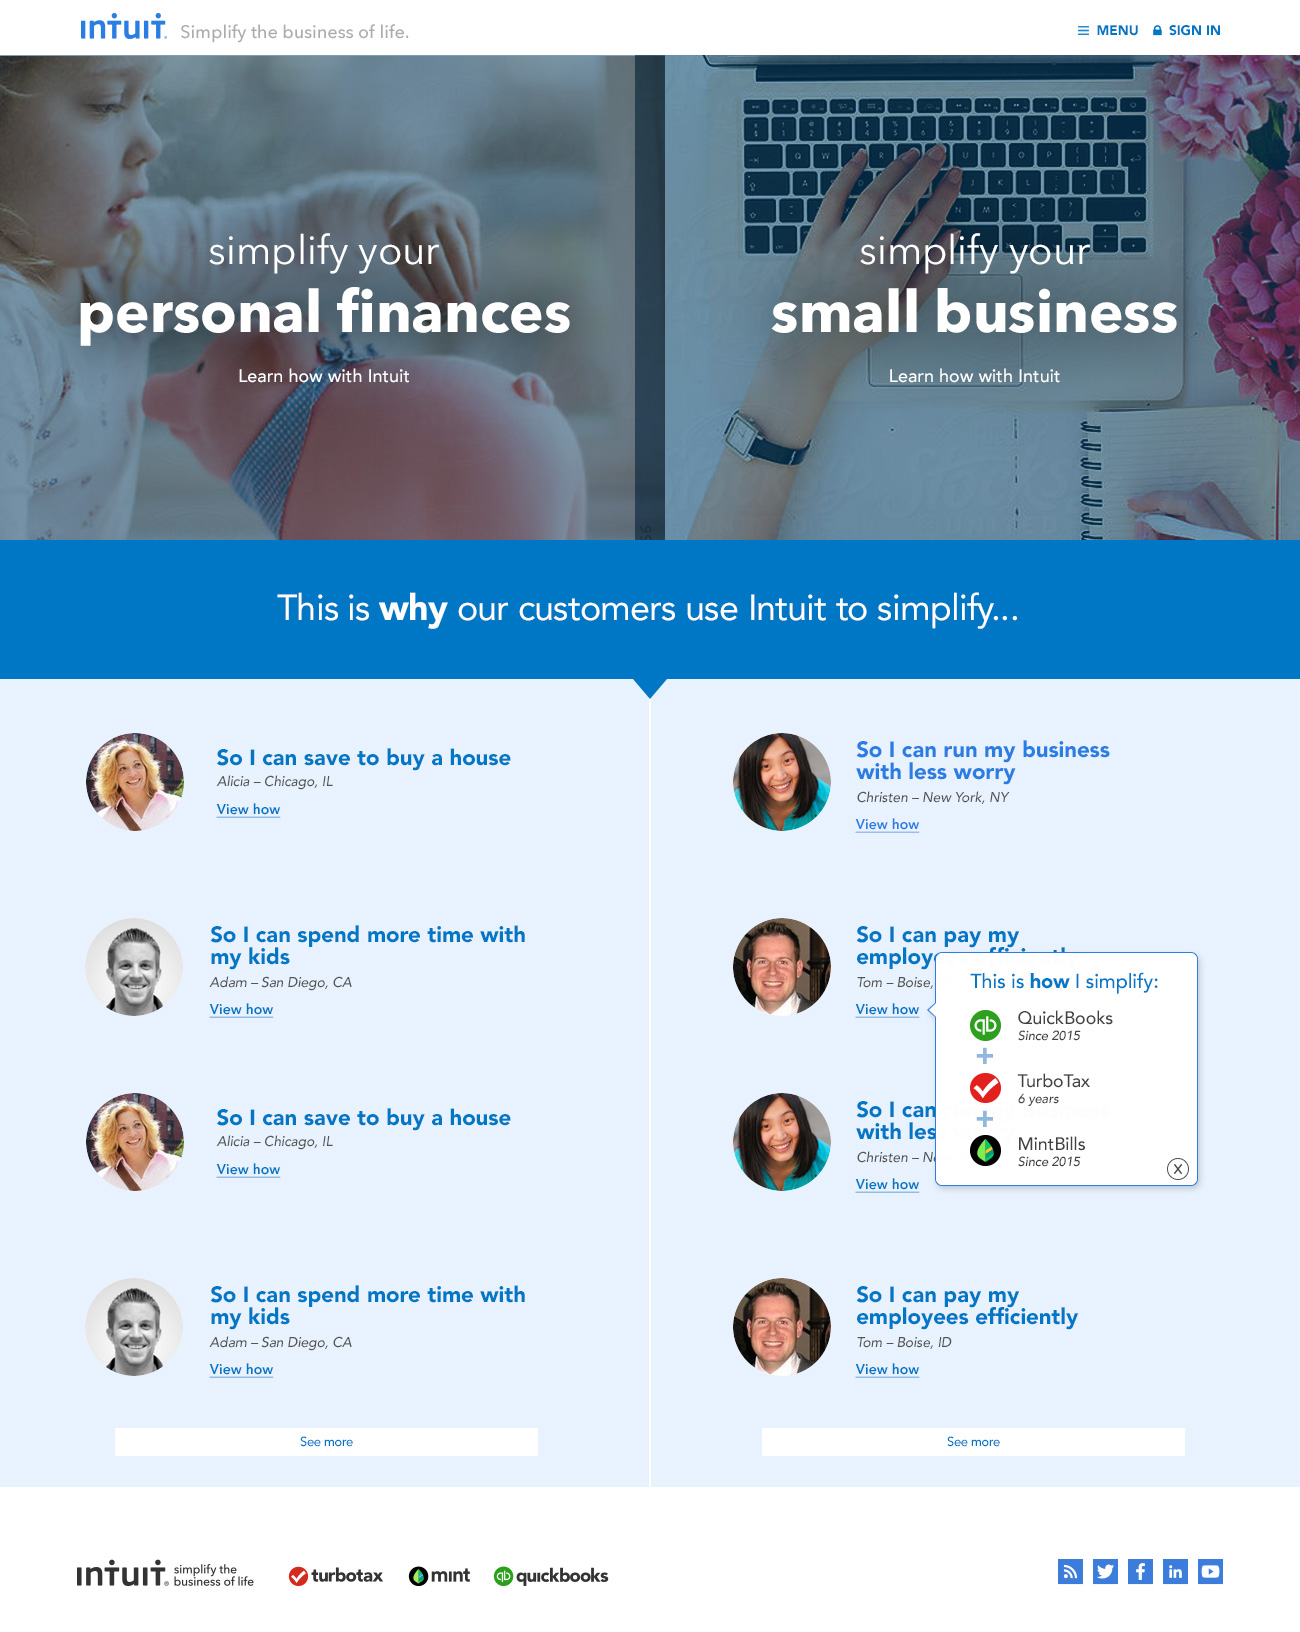 intuit. Simplify the business of life.
MENU SIGN IN
simplify your
personal finances
Learn how with Intuit
simplify your
small business
Learn how with Intuit
This is why our customers use Intuit to simplify...
So I can save to buy a house
Alicia – Chicago, IL
View how
So I can run my business
with less worry
Christen – New York, NY
View how
So I can spend more time with
my kids
Adam – San Diego, CA
View how
So I can pay my
Tom – Boise,
View how
This is how I simplify:
QuickBooks
Since 2015
+
TurboTax
6 years
+
MintBills
Since 2015
X
So I can save to buy a house
Alicia – Chicago, IL
View how
So I can
with
Christen –
View how
So I can spend more time with
my kids
Adam – San Diego, CA
View how
So I can pay my
employees efficiently
Tom – Boise, ID
View how
See more
See more
intuit. simplify the
business of life
turbotax
mint
qb quickbooks